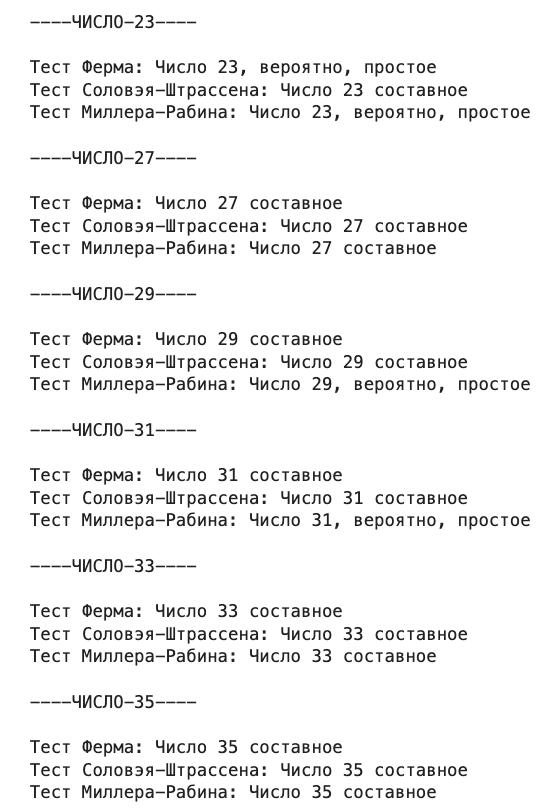 ----ЧИСЛО-23----
Тест Ферма: Число 23, вероятно, простое
Тест Соловэя-Штрассена: Число 23 составное
Тест Миллера-Рабина: Число 23, вероятно, простое
----ЧИСЛО-27----
Тест Ферма: Число 27 составное
Тест Соловэя-Штрассена: Число 27 составное
Тест Миллера-Рабина: Число 27 составное
----ЧИСЛО-29----
Тест Ферма: Число 29 составное
Тест Соловэя-Штрассена: Число 29 составное
Тест Миллера-Рабина: Число 29, вероятно, простое
----ЧИСЛО-31----
Тест Ферма: Число 31 составное
Тест Соловэя-Штрассена: Число 31 составное
Тест Миллера-Рабина: Число 31, вероятно, простое
----ЧИСЛО-33----
Тест Ферма: Число 33 составное
Тест Соловэя-Штрассена: Число 33 составное
Тест Миллера-Рабина: Число 33 составное
----ЧИСЛО-35----
Тест Ферма: Число 35 составное
Тест Соловэя-Штрассена: Число 35 составное
Тест Миллера-Рабина: Число 35 составное